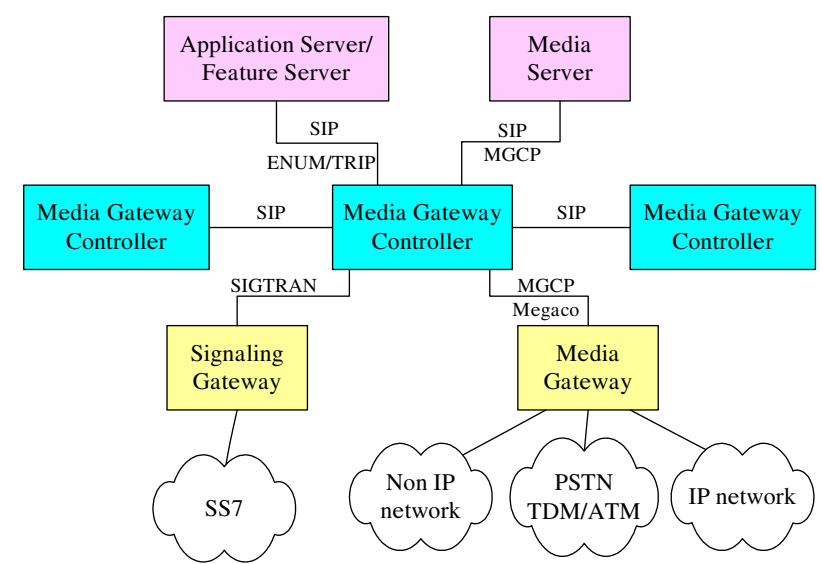 Application Server/
Feature Server
Media
Server
SIP
ENUM/TRIP
SIP
MGCP
Media Gateway
Controller
SIP
Media Gateway
Controller
SIP
Media Gateway
Controller
SIGTRAN
MGCP
Megaco
Signaling
Gateway
Media
Gateway
SS7
Non IP
network
PSTN
TDM/ATM
IP network